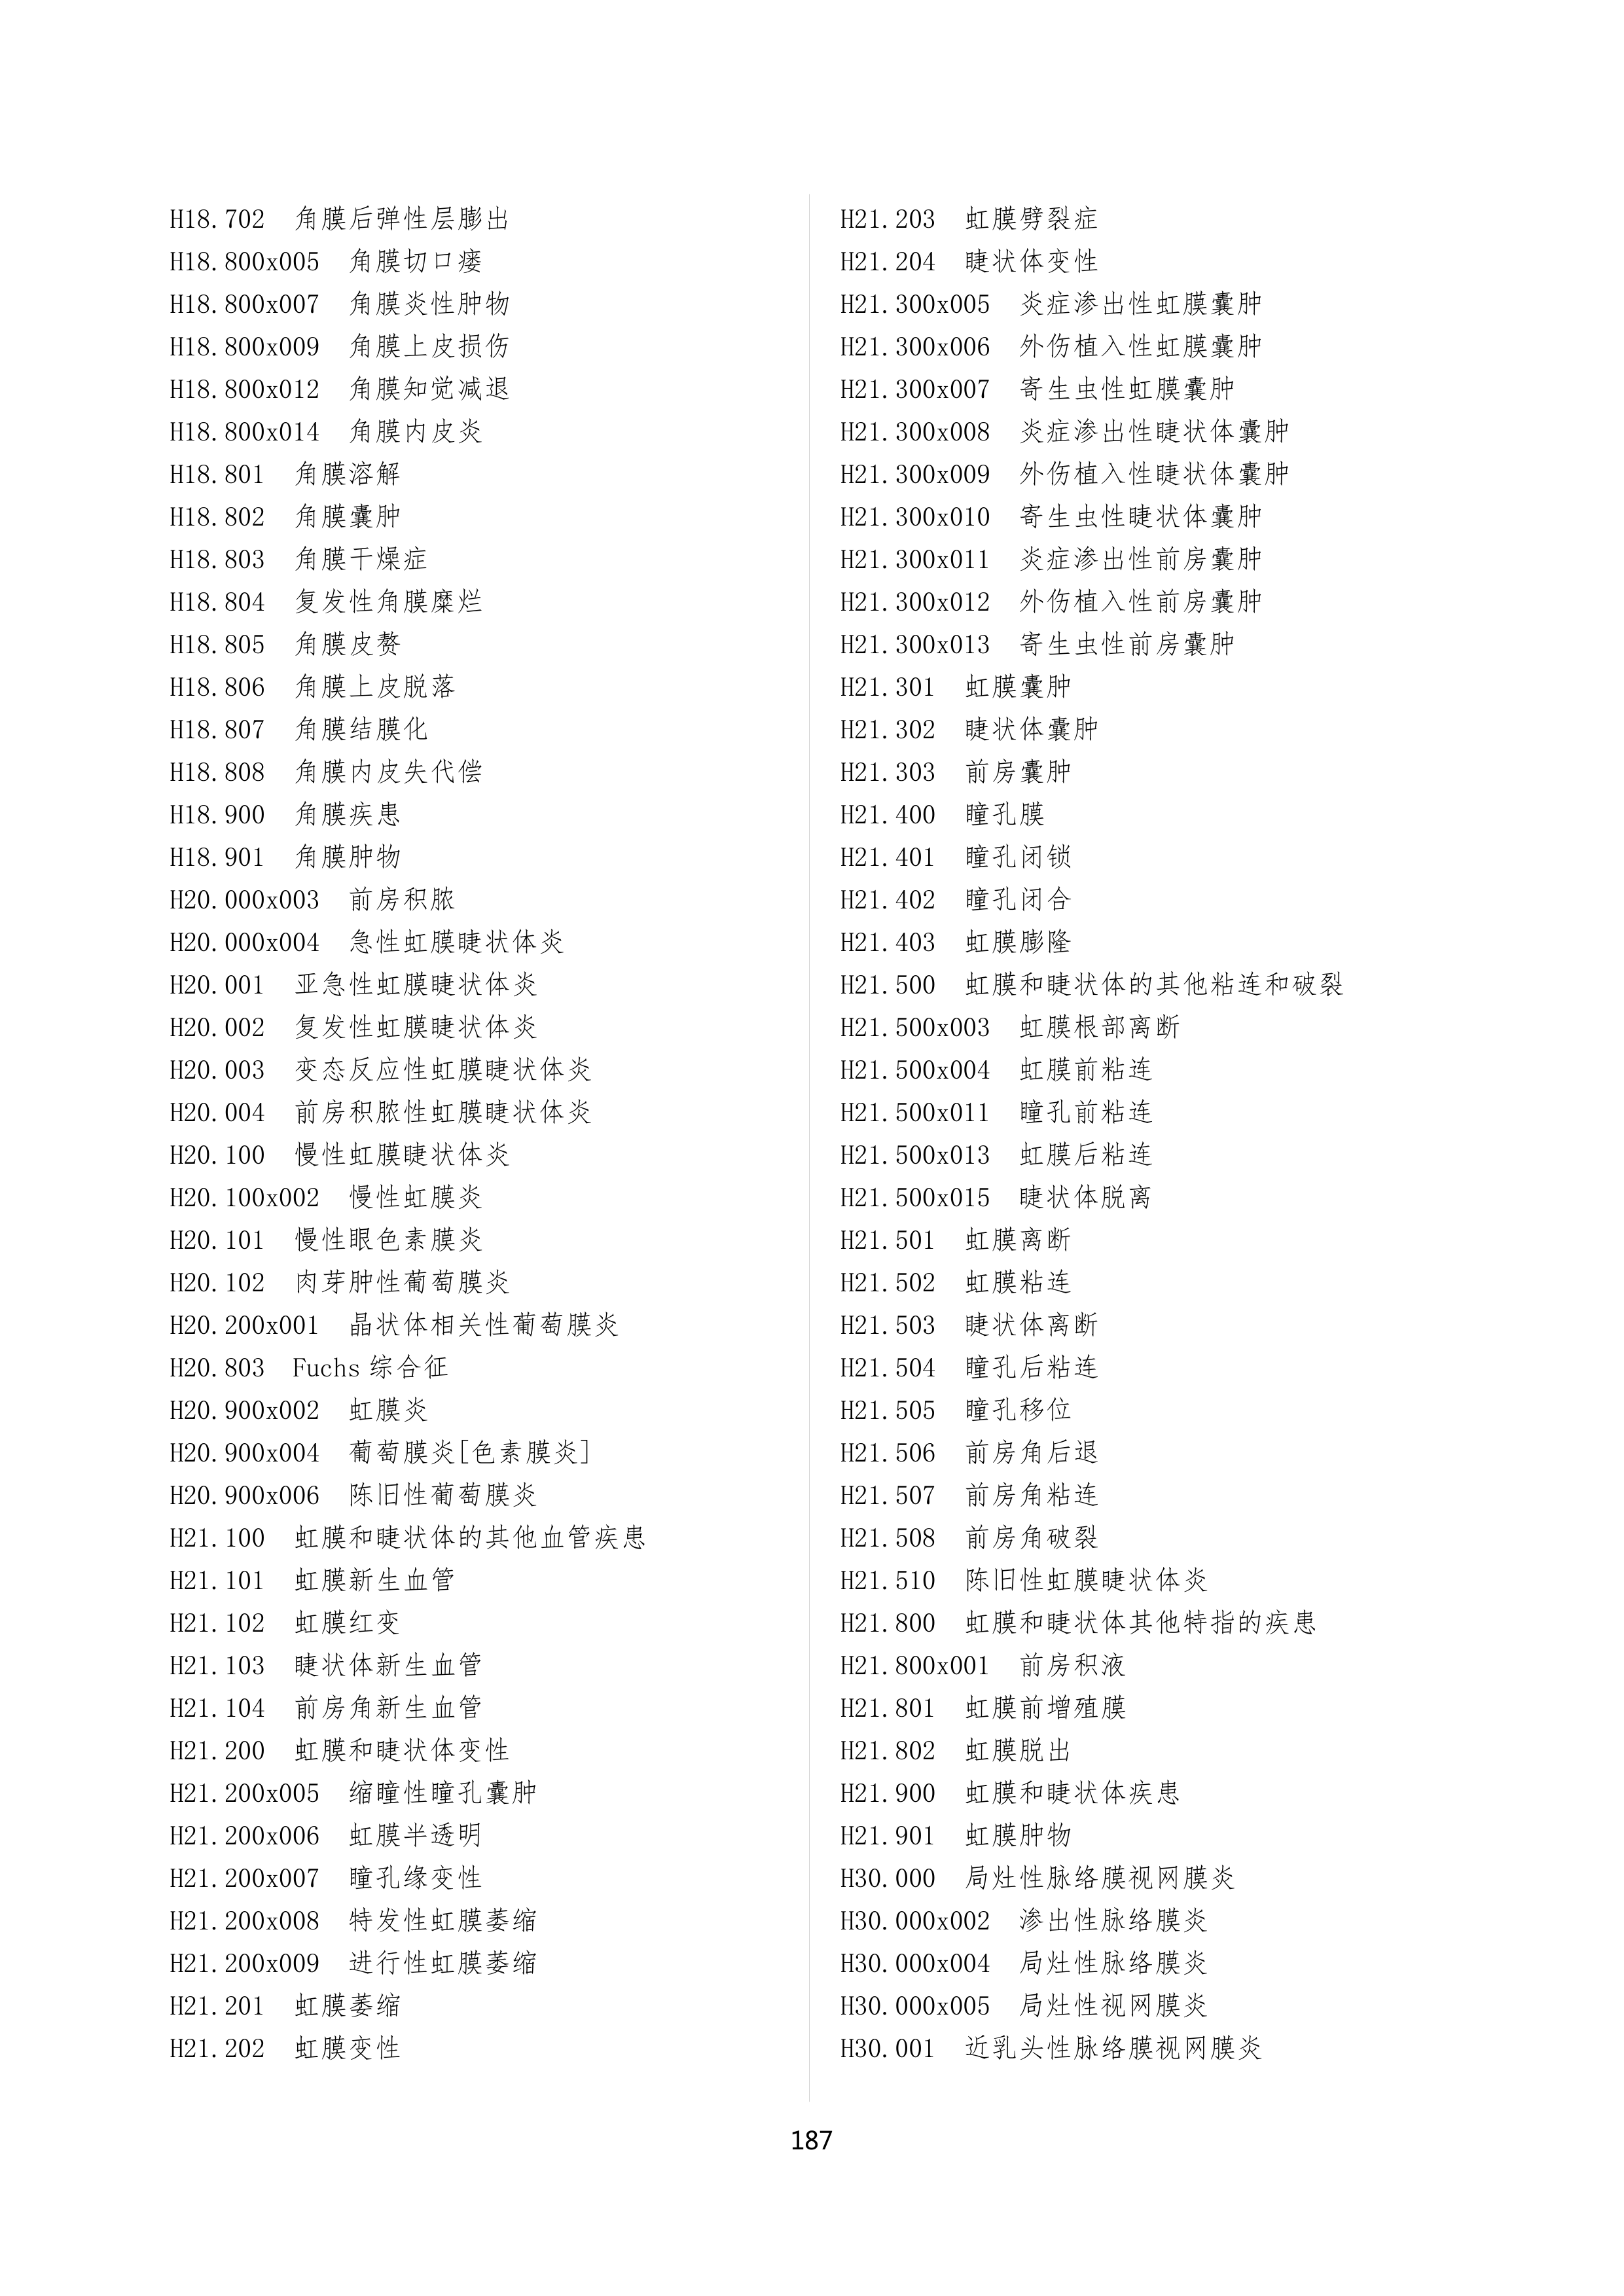 H18.702 角膜后弹性层膨出
H18.800x005 角膜切口瘘
H18.800x007 角膜炎性肿物
H18.800x009 角膜上皮损伤
H18.800x012 角膜知觉减退
H18.800x014 角膜内皮炎
H18.801 角膜溶解
H18.802 角膜囊肿
H18.803 角膜干燥症
H18.804 复发性角膜糜烂
H18.805 角膜皮赘
H18.806 角膜上皮脱落
H18.807 角膜结膜化
H18.808 角膜内皮失代偿
H18.900 角膜疾患
H18.901 角膜肿物
H20.000x003 前房积脓
H20.000x004 急性虹膜睫状体炎
H20.001 亚急性虹膜睫状体炎
H20.002 复发性虹膜睫状体炎
H20.003 变态反应性虹膜睫状体炎
H20.004 前房积脓性虹膜睫状体炎
H20.100 慢性虹膜睫状体炎
H20.100x002 慢性虹膜炎
H20.101 慢性眼色素膜炎
H20.102 肉芽肿性葡萄膜炎
H20.200x001 晶状体相关性葡萄膜炎
H20.803 Fuchs 综合征
H20.900x002 虹膜炎
H20.900x004 葡萄膜炎[色素膜炎]
H20.900x006 陈旧性葡萄膜炎
H21.100 虹膜和睫状体的其他血管疾患
H21.101 虹膜新生血管
H21.102 虹膜红变
H21.103 睫状体新生血管
H21.104 前房角新生血管
H21.200 虹膜和睫状体变性
H21.200x005 缩瞳性瞳孔囊肿
H21.200x006 虹膜半透明
H21.200x007 瞳孔缘变性
H21.200x008 特发性虹膜萎缩
H21.200x009 进行性虹膜萎缩
H21.201 虹膜萎缩
H21.202 虹膜变性
H21.203 虹膜劈裂症
H21.204 睫状体变性
H21.300x005 炎症渗出性虹膜囊肿
H21.300x006 外伤植入性虹膜囊肿
H21.300x007 寄生虫性虹膜囊肿
H21.300x008 炎症渗出性睫状体囊肿
H21.300x009 外伤植入性睫状体囊肿
H21.300x010 寄生虫性睫状体囊肿
H21.300x011 炎症渗出性前房囊肿
H21.300x012 外伤植入性前房囊肿
H21.300x013 寄生虫性前房囊肿
H21.301 虹膜囊肿
H21.302 睫状体囊肿
H21.303 前房囊肿
H21.400 瞳孔膜
H21.401 瞳孔闭锁
H21.402 瞳孔闭合
H21.403 虹膜膨隆
H21.500 虹膜和睫状体的其他粘连和破裂
H21.500x003 虹膜根部离断
H21.500x004 虹膜前粘连
H21.500x011 瞳孔前粘连
H21.500x013 虹膜后粘连
H21.500x015 睫状体脱离
H21.501 虹膜离断
H21.502 虹膜粘连
H21.503 睫状体离断
H21.504 瞳孔后粘连
H21.505 瞳孔移位
H21.506 前房角后退
H21.507 前房角粘连
H21.508 前房角破裂
H21.510 陈旧性虹膜睫状体炎
H21.800 虹膜和睫状体其他特指的疾患
H21.800x001 前房积液
H21.801 虹膜前增殖膜
H21.802 虹膜脱出
H21.900 虹膜和睫状体疾患
H21.901 虹膜肿物
H30.000 局灶性脉络膜视网膜炎
H30.000x002 渗出性脉络膜炎
H30.000x004 局灶性脉络膜炎
H30.000x005 局灶性视网膜炎
H30.001 近乳头性脉络膜视网膜炎
187